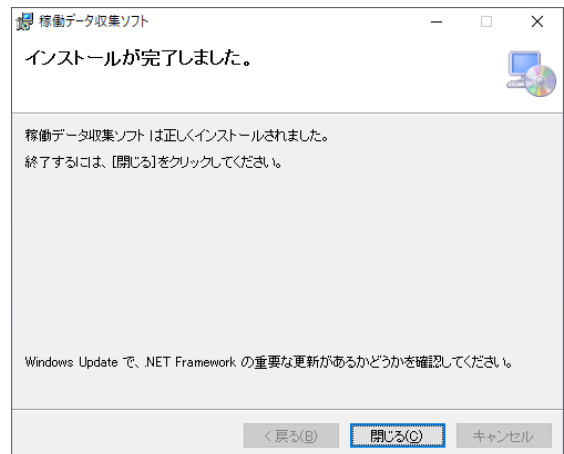 稼働データ収集ソフト
インストールが完了しました。
稼働データ収集ソフト は正しくインストールされました。
終了するには、[閉じる]をクリックしてください。
Windows Update で、.NET Framework の重要な更新があるかどうかを確認してください。
< 戻る(B)
閉じる(C)
キャンセル